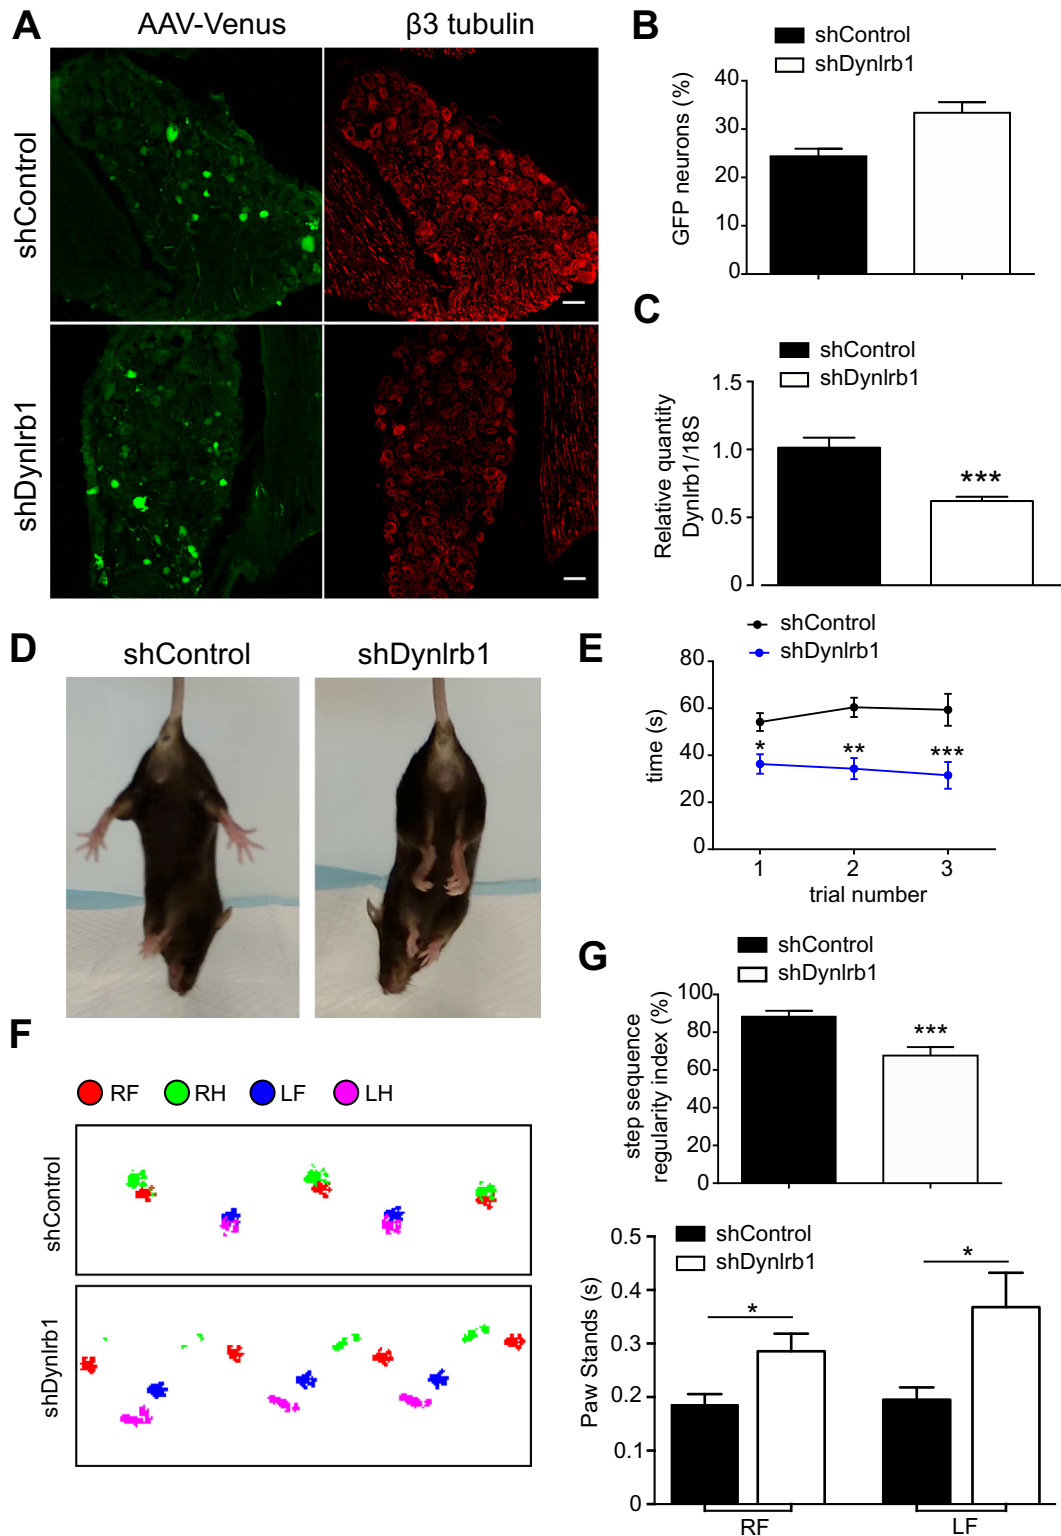 A
AAV-Venus
β3 tubulin
shControl
shDynlrb1
B
shControl
shDynlrb1
GFP neurons (%)
40
30
20
10
0
C
shControl
shDynlrb1
Relative quantity
Dynlrb1/18S
1.5
1.0
0.5
0
***
D
shControl
shDynlrb1
E
shControl
shDynlrb1
time (s)
80
60
40
20
0
*
**
***
1
2
3
trial number
F
RF
RH
LF
LH
shControl
shDynlrb1
G
shControl
shDynlrb1
step sequence
regularity index (%)
100
80
60
40
20
0
***
shControl
shDynlrb1
Paw Stands (s)
0.5
0.4
0.3
0.2
0.1
0
*
*
RF
LF